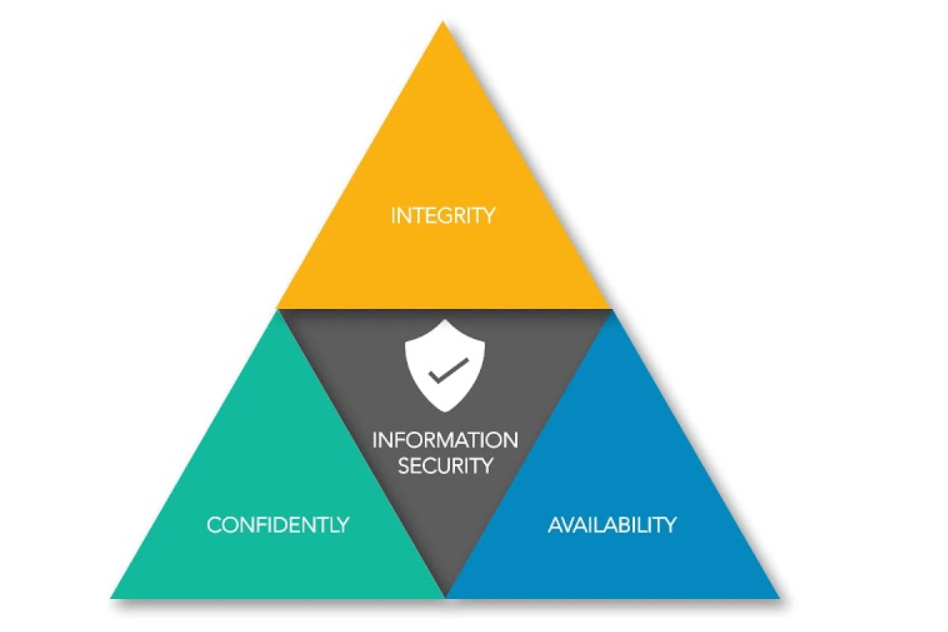 INTEGRITY
INFORMATION
SECURITY
CONFIDENTLY
AVAILABILITY